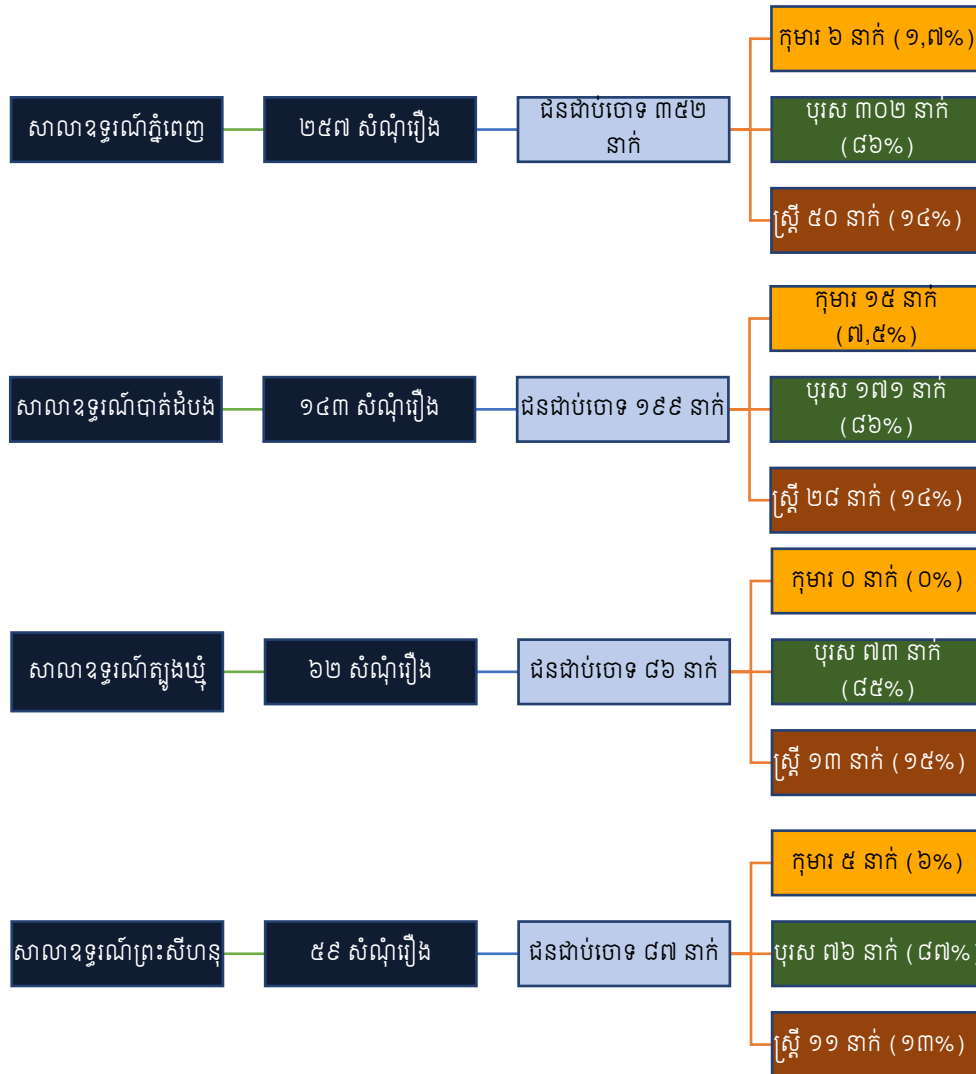 សាលាឧទ្ធរណ៍ភ្នំពេញ
២៥៧ សំណុំរឿង
ជនជាប់ចោទ ៣៥២
នាក់
កុមារ ៦ នាក់ (១,៧%)
បុរស ៣០២ នាក់
(៨៦%)
ស្ត្រី ៥០ នាក់ (១៤%)
សាលាឧទ្ធរណ៍បាត់ដំបង
១៤៣ សំណុំរឿង
ជនជាប់ចោទ ១៩៩ នាក់
កុមារ ១៥ នាក់
(៧,៥%)
បុរស ១៧១ នាក់
(៨៦%)
ស្ត្រី ២៨ នាក់ (១៤%)
សាលាឧទ្ធរណ៍ត្បូងឃ្មុំ
៦២ សំណុំរឿង
ជនជាប់ចោទ ៨៦ នាក់
កុមារ ០ នាក់ (០%)
បុរស ៧៣ នាក់
(៨៥%)
ស្ត្រី ១៣ នាក់ (១៥%)
សាលាឧទ្ធរណ៍ព្រះសីហនុ
៥៩ សំណុំរឿង
ជនជាប់ចោទ ៨៧ នាក់
កុមារ ៥ នាក់ (៦%)
បុរស ៧៦ នាក់ (៨៧%)
ស្ត្រី ១១ នាក់ (១៣%)